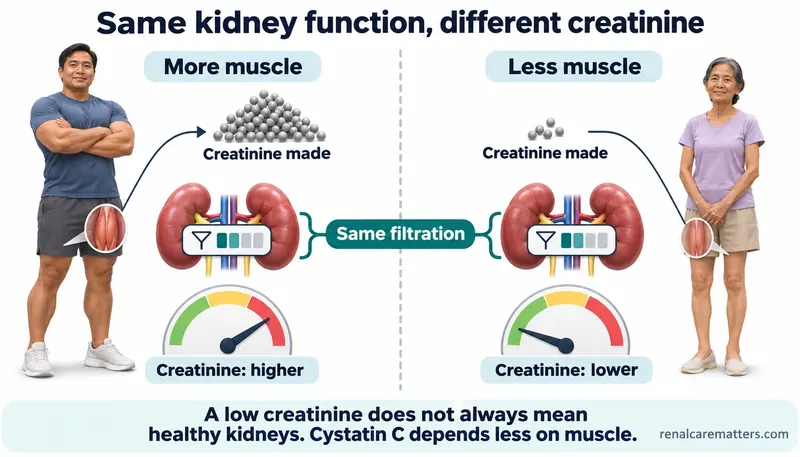 Same kidney function, different creatinine
More muscle
Less muscle
Creatinine made
Creatinine made
Same filtration
Creatinine: higher
Creatinine: lower
A low creatinine does not always mean
healthy kidneys. Cystatin C depends less on muscle.
renalcarematters.com